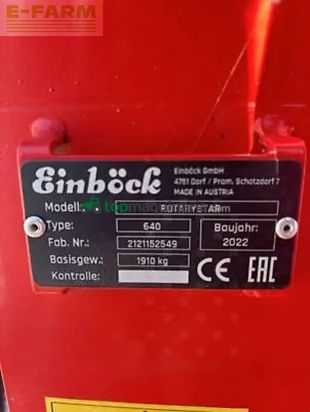 E-FARM
Einböck
Einböck GmbH
4751 Dorf / Pram, Schatzdorf 7
MADE IN AUSTRIA
Modell: ROTARYSTAR
Type: 640
Baujahr:
Fab. Nr.: 2121152549
2022
Basisgew.: 1910 kg
Kontrolle:
CE EAC